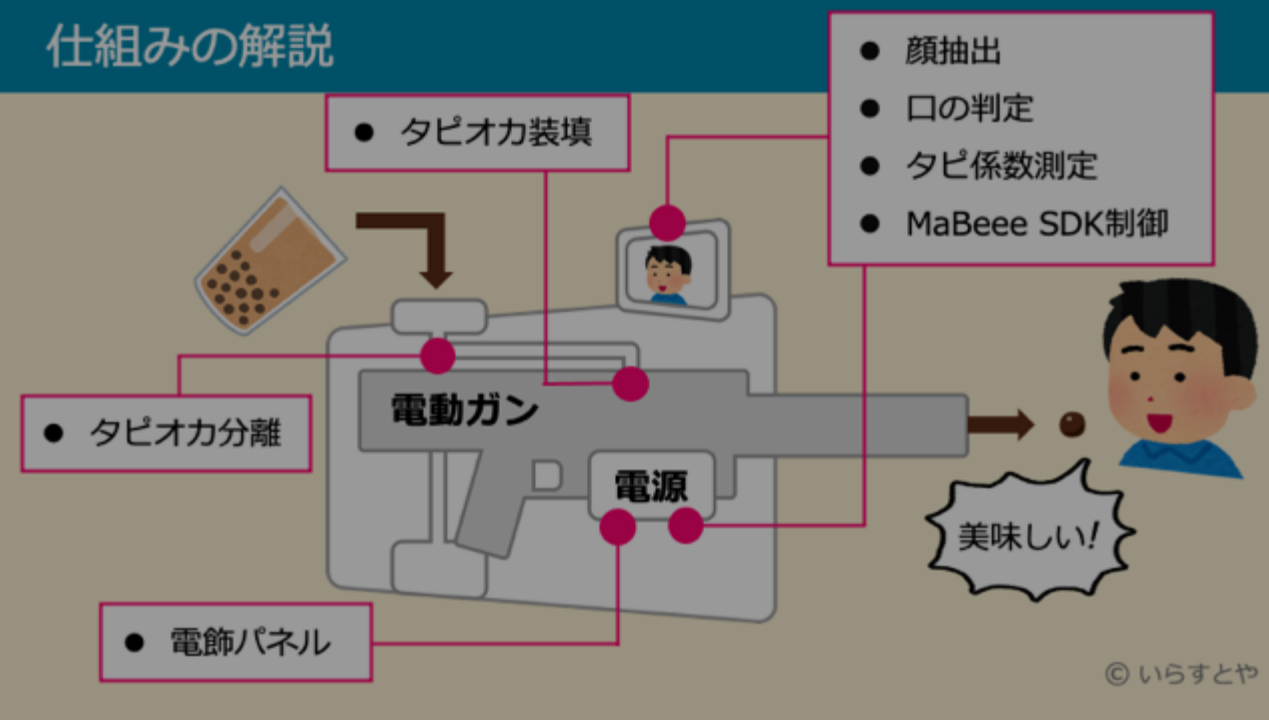 仕組みの解説
● タピオカ装填
● 顔抽出
● 口の判定
● タピ係数測定
● MaBeee SDK制御
● タピオカ分離
電動ガン
電源
美味しい!
● 電飾パネル
© いらすとや